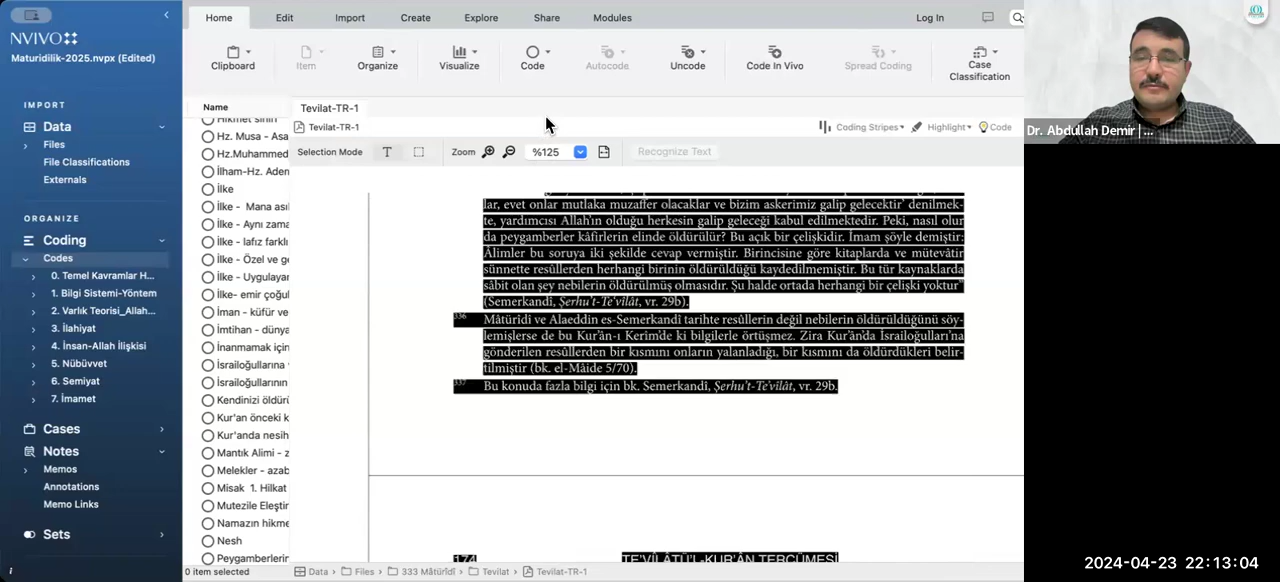 NVIVO
Maturidilik-2025.nvpx (Edited)
IMPORT
Data
Files
File Classifications
Externals
ORGANIZE
Coding
Codes
0. Temel Kavramlar H...
1. Bilgi Sistemi-Yöntem
2. Varlık Teorisi_Allah...
3. İlahiyat
4. İnsan-Allah İlişkisi
5. Nübüvvet
6. Semiyat
7. İmamet
Cases
Notes
Memos
Annotations
Memo Links
Sets
Home Edit Import Create Explore Share Modules Log In
Clipboard Item Organize Visualize Code Autocode Uncode Code In Vivo Spread Coding Case Classification
Name
Hikmet sınırı
Hz. Musa - Asa
Hz.Muhammed
İlham-Hz. Adem
İlke
İlke - Mana ası
İlke - Aynı zama
İlke - lafız farklı
İlke - Özel ve ge
İlke - Uygulayar
İlke- emir çoğul
İman - küfür ve
İmtihan - dünya
İnanmamak için
İsrailoğullarına
İsrailoğullarının
Kendinizi öldürü
Kur'an önceki k
Kur'anda nesih
Mantık Alimi - z
Melekler - azab
Misak 1. Hilkat
Mutezile Eleştir
Namazın hikme
Nesh
Peygamberlerin
0 item selected
Tevilat-TR-1
Tevilat-TR-1 Coding Stripes Highlight Code
Selection Mode T Zoom %125 Recognize Text
lar, evet onlar mutlaka muzaffer olacaklar ve bizim askerimiz galip gelecektir' denilmek-
te, yardımcısı Allah'ın olduğu herkesin galip geleceği kabul edilmektedir. Peki, nasıl olur
da peygamberler kâfirlerin elinde öldürülür? Bu açık bir çelişkidir. İmam şöyle demiştir:
Âlimler bu soruya iki şekilde cevap vermiştir. Birincisine göre kitaplarda ve mütevâtir
sünnette resûllerden herhangi birinin öldürüldüğü kaydedilmemiştir. Bu tür kaynaklarda
sâbit olan şey nebilerin öldürülmüş olmasıdır. Şu halde ortada herhangi bir çelişki yoktur"
(Semerkandî, Şerhu't-Te'vilât, vr. 29b).
336 Mâtürîdî ve Alaeddin es-Semerkandî tarihte resûllerin değil nebilerin öldürüldüğünü söy-
lemişlerse de bu Kur'ân-ı Kerîm'de ki bilgilerle örtüşmez. Zira Kur'ân'da İsrailoğulları'na
gönderilen resûllerden bir kısmını onların yalanladığı, bir kısmını da öldürdükleri belir-
tilmiştir (bk. el-Mâide 5/70).
337 Bu konuda fazla bilgi için bk. Semerkandî, Şerhu't-Te'vilât, vr. 29b.
174 TE'VÎLÂTÜ'L-KUR'ÂN TERCÜMESİ
Data Files 333 Mâtürîdî Tevilat Tevilat-TR-1
Dr. Abdullah Demir | ...
2024-04-23 22:13:04